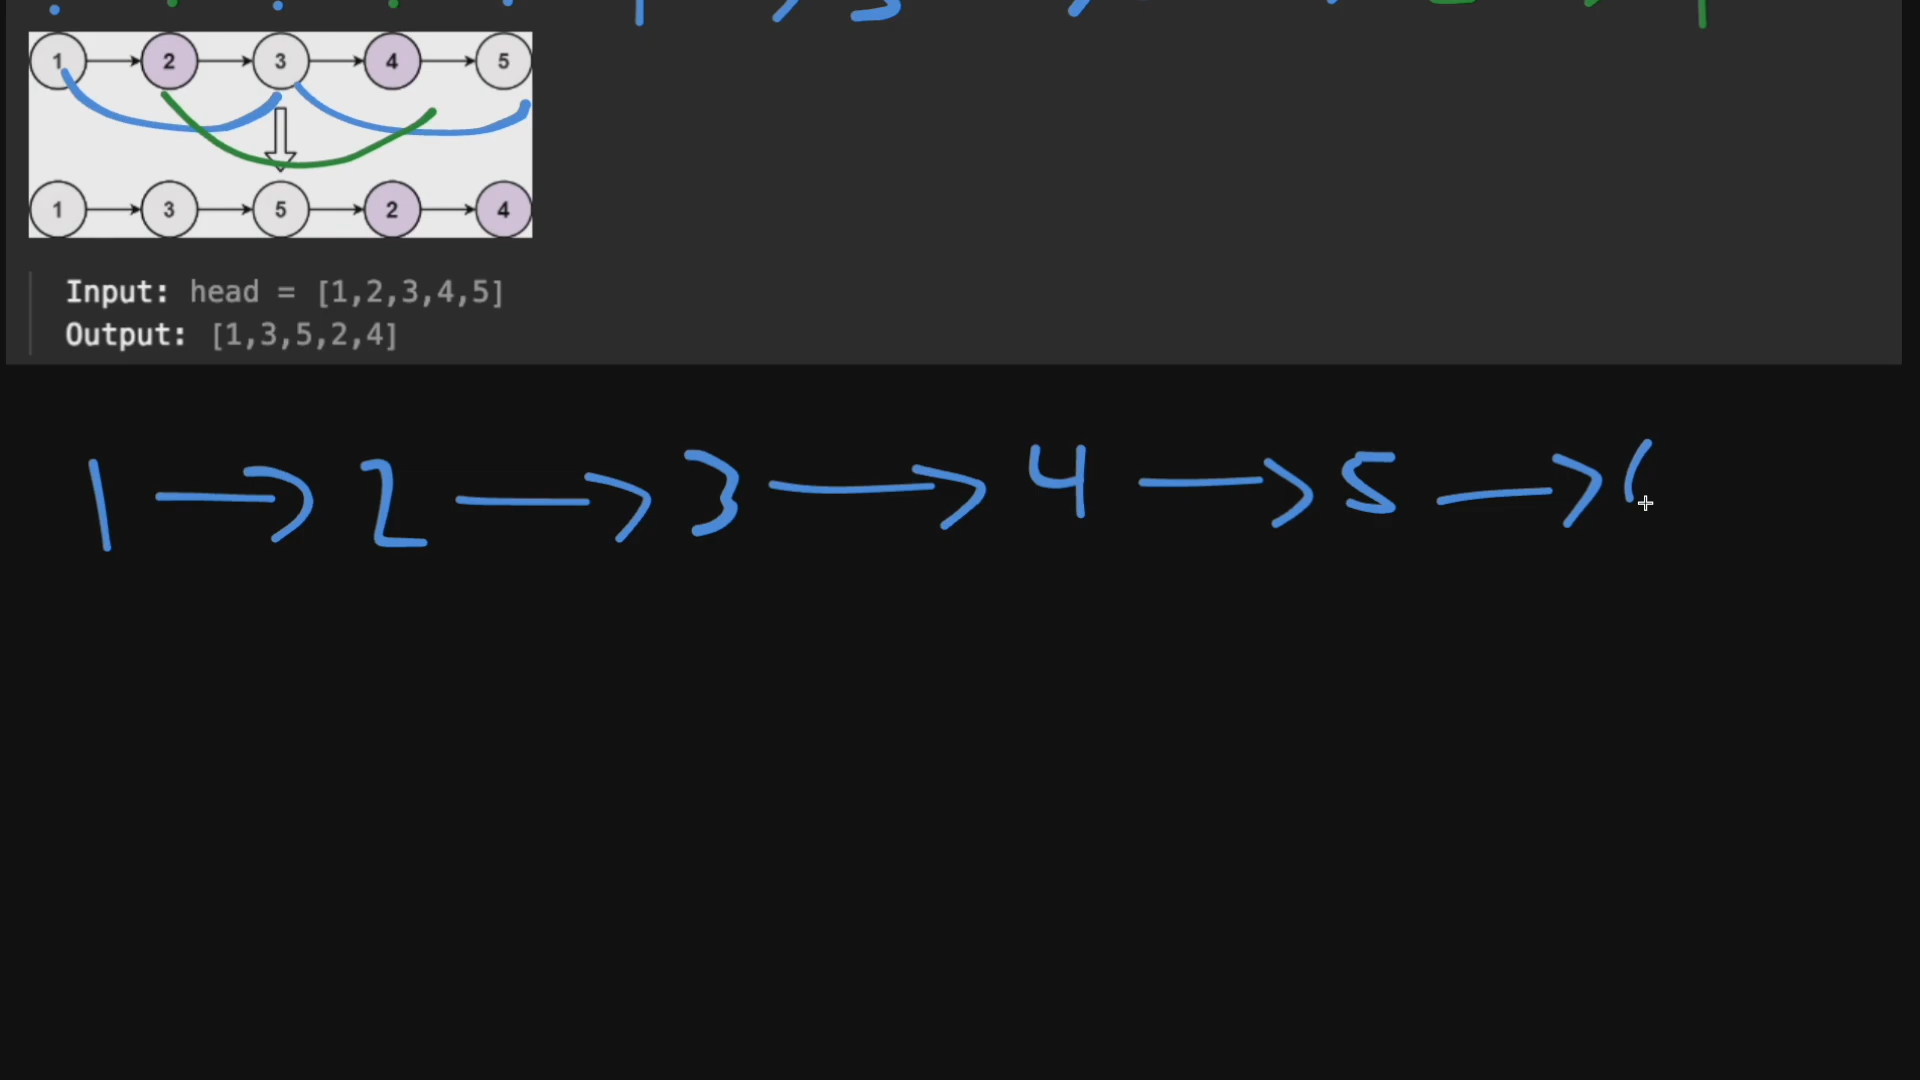 1 2 3 4 5
1 3 5 2 4
Input: head = [1,2,3,4,5]
Output: [1,3,5,2,4]
1 → 2 → 3 → 4 → 5 →